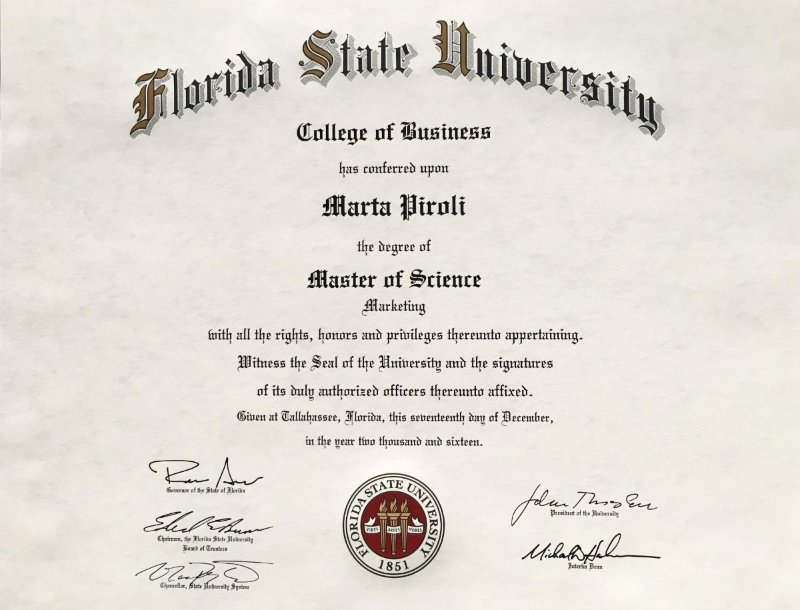 Florida State University
College of Business
has conferred upon
Marta Piroli
the degree of
Master of Science
Marketing
with all the rights, honors and privileges thereunto appertaining.
Witness the Seal of the University and the signatures
of its duly authorized officers thereunto affixed.
Given at Tallahassee, Florida, this seventeenth day of December,
in the year two thousand and sixteen.
Governor of the State of Florida
Chairman, the Florida State University
Board of Trustees
Chancellor, State University System
FLORIDA STATE UNIVERSITY
VIRES ARTES MORES
1851
President of the University
Interim Dean